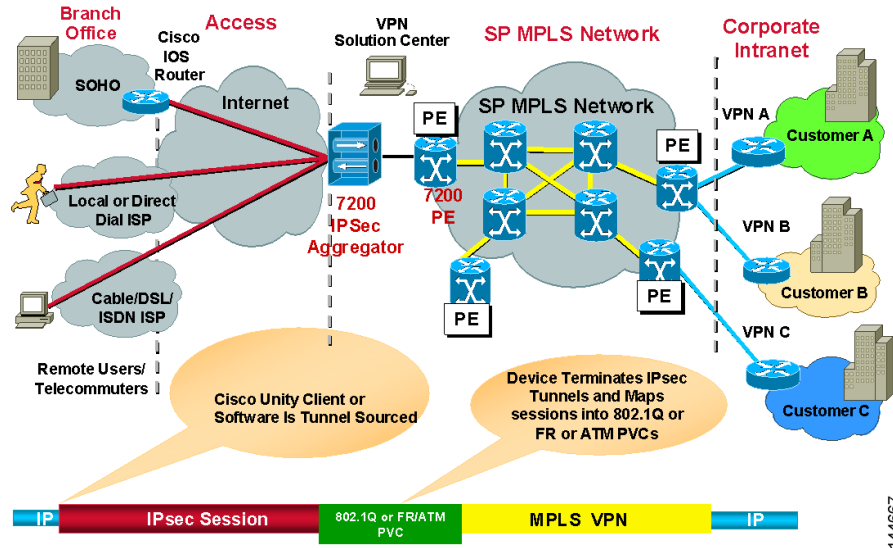 Branch
Office
Access
VPN
Solution Center
SP MPLS Network
Corporate
Intranet
Cisco
IOS
Router
SOHO
Internet
SP MPLS Network
PE
PE
VPN A
Customer A
Local or Direct
Dial ISP
7200
IPSec
Aggregator
7200
PE
VPN B
Customer B
Cable/DSL/
ISDN ISP
PE
PE
VPN C
Customer C
Remote Users/
Telecommuters
Cisco Unity Client or
Software Is Tunnel Sourced
Device Terminates IPsec
Tunnels and Maps
sessions into 802.1Q or
FR or ATM PVCs
IP
IPsec Session
802.1Q or FR/ATM
PVC
MPLS VPN
IP